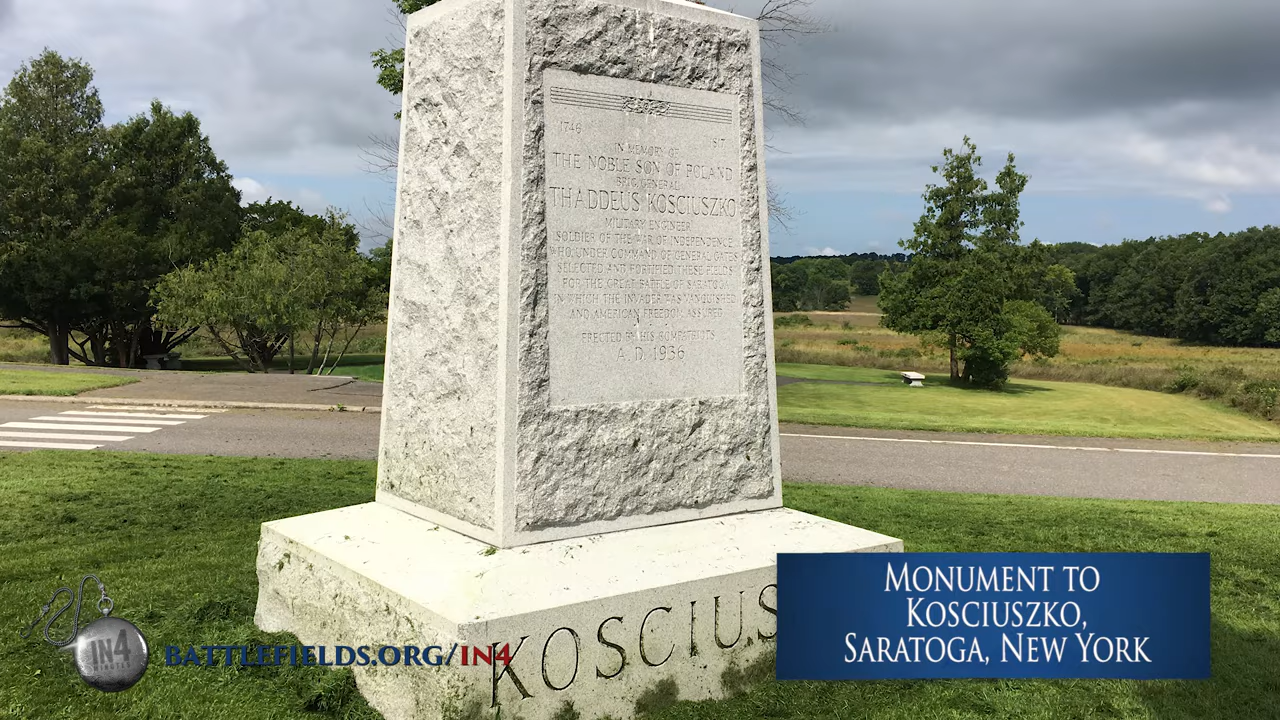 1746
IN MEMORY OF
THE NOBLE SON OF POLAND
BRIG. GENERAL
THADDEUS KOSCIUSZKO
MILITARY ENGINEER
SOLDIER OF THE WAR OF INDEPENDENCE
WHO UNDER COMMAND OF GENERAL GATES
SELECTED AND FORTIFIED THESE FIELDS
FOR THE GREAT BATTLE OF SARATOGA
IN WHICH THE INVADER WAS VANQUISHED
AND AMERICAN FREEDOM ASSURED
ERECTED BY HIS COMPATRIOTS
A. D. 1936
KOSCIUS
MONUMENT TO
KOSCIUSZKO,
SARATOGA, NEW YORK
IN4
MINUTES
BATTLEFIELDS.ORG/IN4